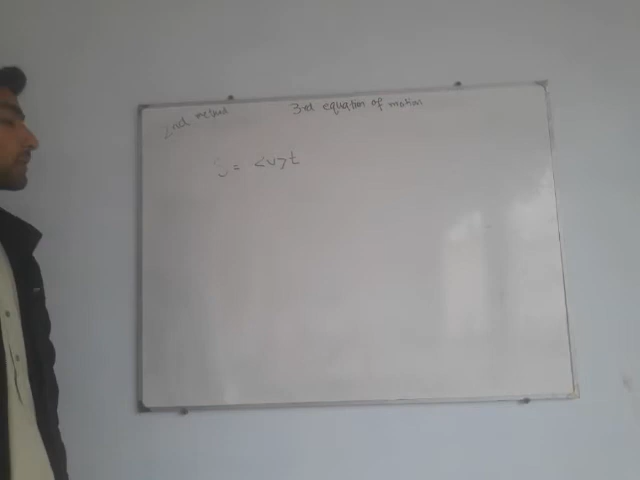 2nd method
3rd equation of motion
S = <v>t